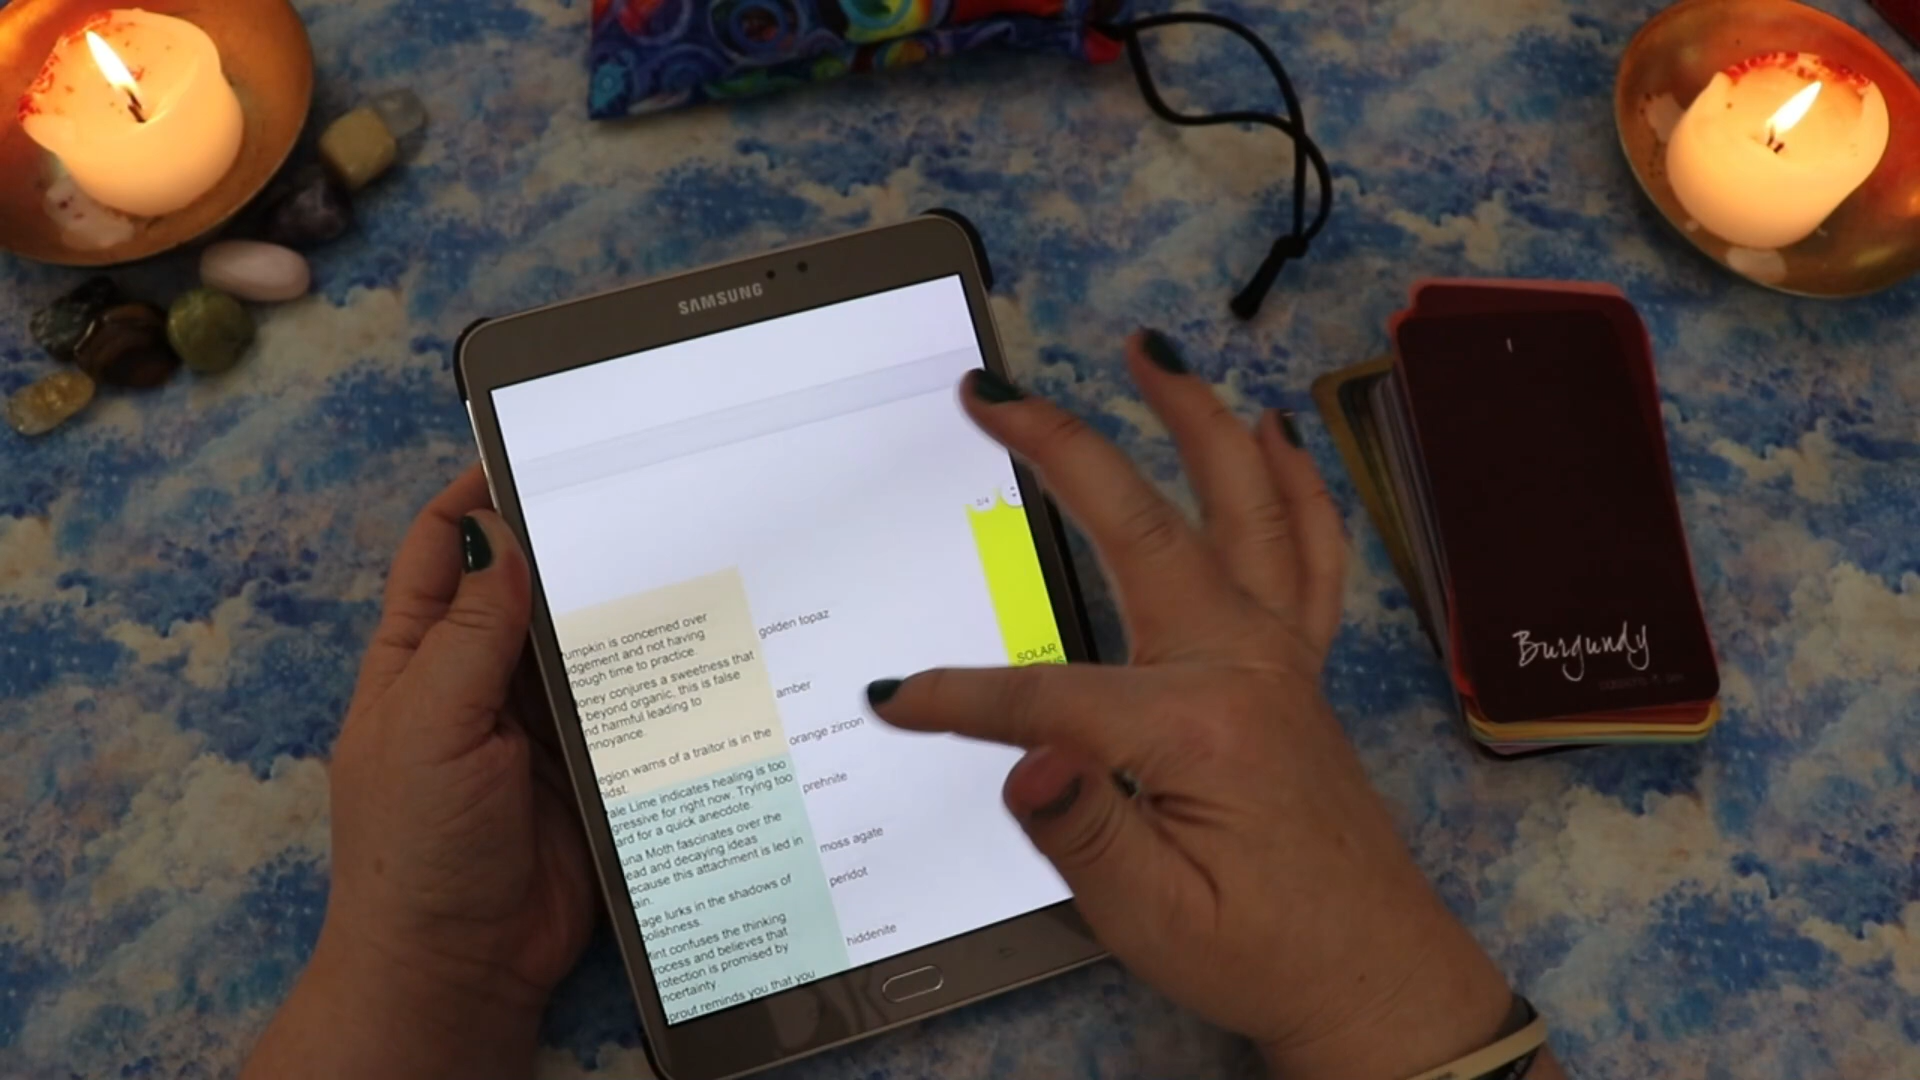 SAMSUNG
2/4
SOLAR
umpkin is concerned over
dgement and not having
nough time to practice.
golden topaz
oney conjures a sweetness that
s beyond organic, this is false
nd harmful leading to
nnoyance.
amber
egion warns of a traitor is in the
idst.
orange zircon
ale Lime indicates healing is too
gressive for right now. Trying too
ard for a quick anecdote.
prehnite
una Moth fascinates over the
ead and decaying ideas
ecause this attachment is led in
ain.
moss agate
age lurks in the shadows of
olishness.
peridot
int confuses the thinking
rocess and believes that
rotection is promised by
ncertainty
hiddenite
prout reminds you that you
I
Burgundy